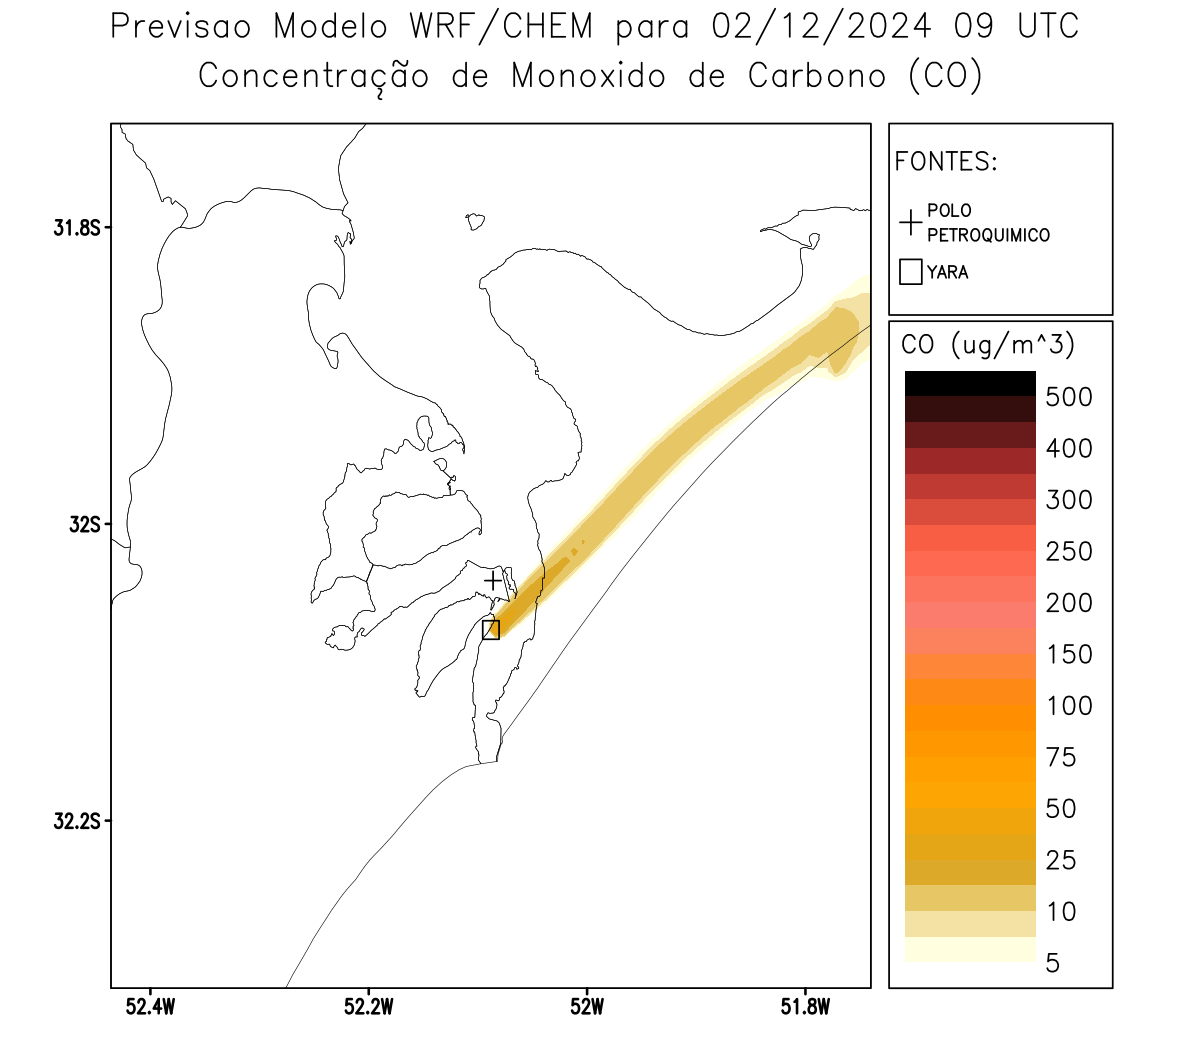 Previsao Modelo WRF/CHEM para 02/12/2024 09 UTC
Concentração de Monoxido de Carbono (CO)
FONTES:
POLO
PETROQUIMICO
YARA
CO (ug/m^3)
500
400
300
250
200
150
100
75
50
25
10
5
31.8S
32S
32.2S
52.4W
52.2W
52W
51.8W